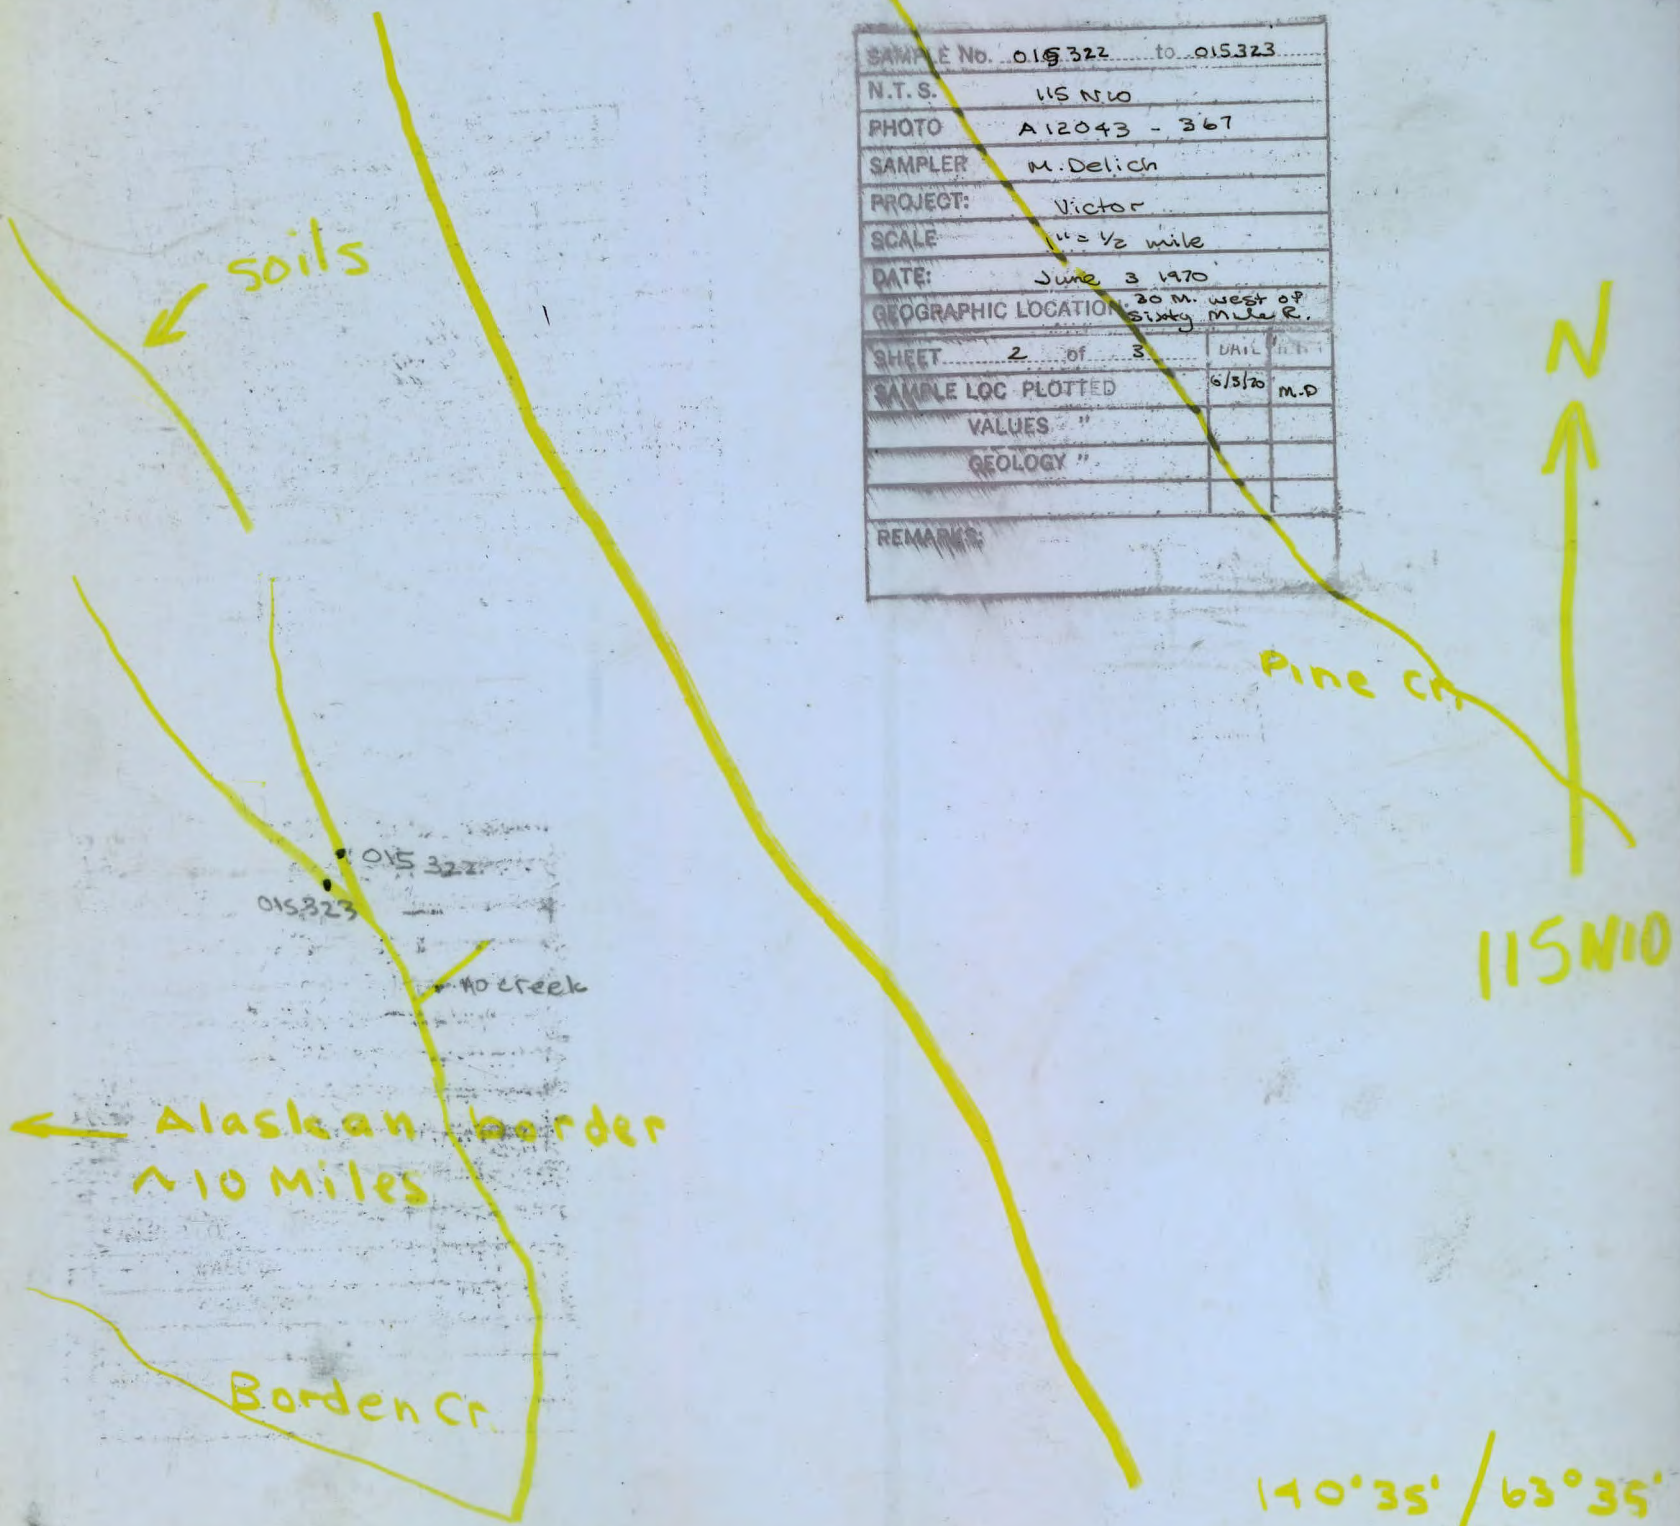 SAMPLE No. 015322 to 015323
N.T.S. 115 N10
PHOTO A12043 - 367
SAMPLER M. Delich
PROJECT: Victor
SCALE 1" = 1/2 mile
DATE: June 3 1970
GEOGRAPHIC LOCATION. 30 M. west of
Sixty Mile R.
SHEET 2 of 3 DATE
SAMPLE LOC PLOTTED 6/3/70 M.D
VALUES "
GEOLOGY "
REMARKS:
soils
N
Pine Cr.
015322
015323
no creek
115N10
Alaskan border
~10 Miles
Borden Cr.
140°35' / 63°35'